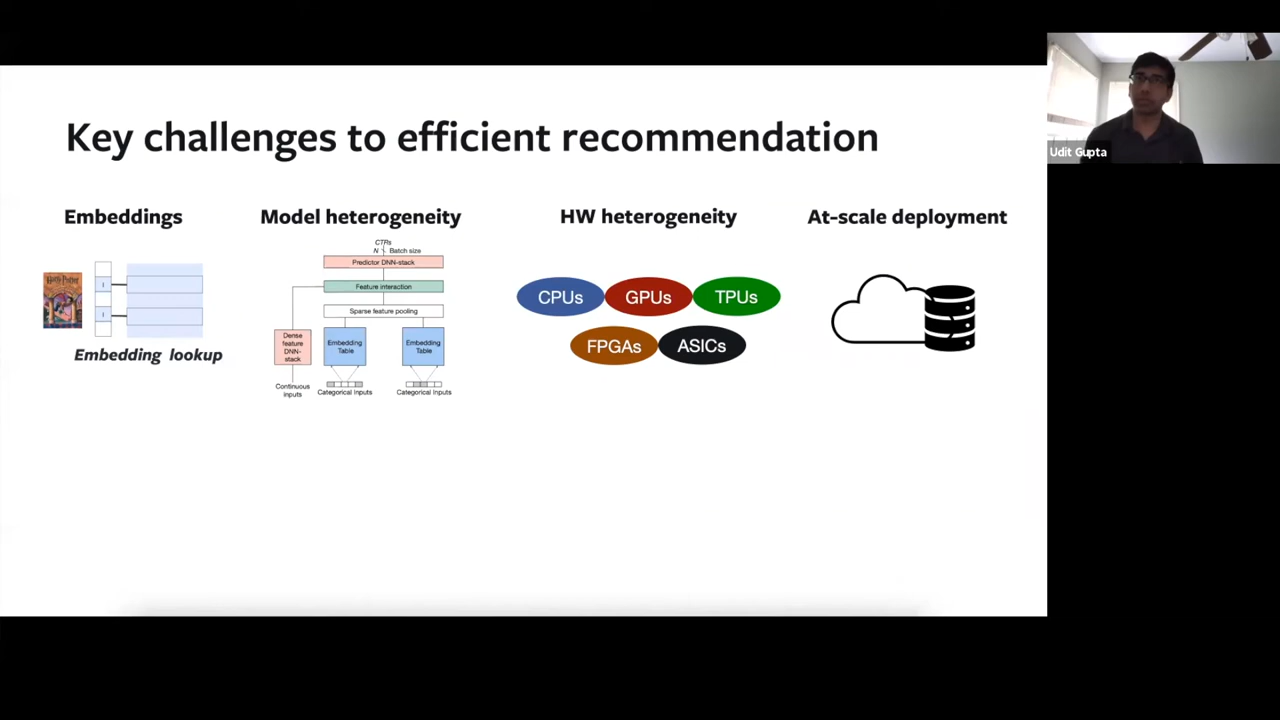 Key challenges to efficient recommendation
Udit Gupta
Embeddings
Harry Potter
I
I
Embedding lookup
Model heterogeneity
CTRs
N Batch size
Predictor DNN-stack
Feature interaction
Sparse feature pooling
Dense
feature
DNN-
stack
Embedding
Table
Embedding
Table
Continuous
inputs
Categorical Inputs
Categorical Inputs
HW heterogeneity
CPUs
GPUs
TPUs
FPGAs
ASICs
At-scale deployment